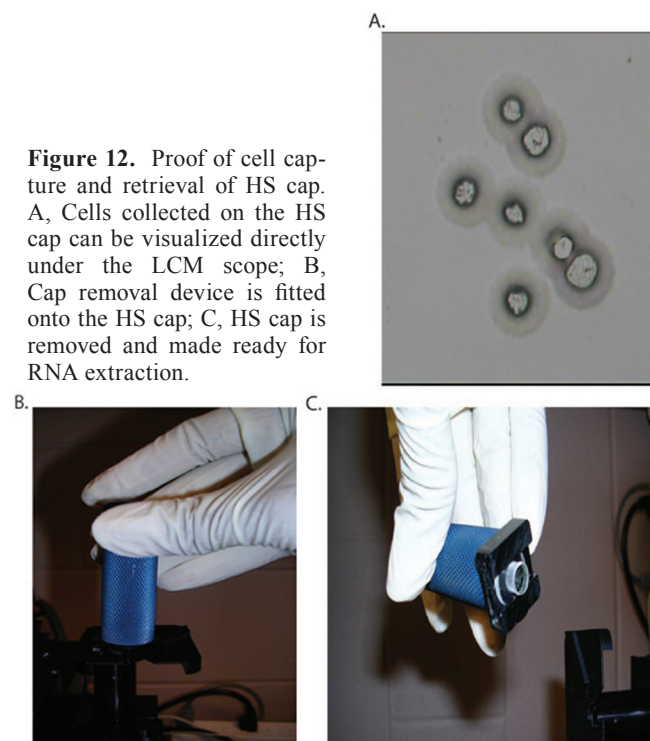 A.
Figure 12. Proof of cell cap-
ture and retrieval of HS cap.
A, Cells collected on the HS
cap can be visualized directly
under the LCM scope; B,
Cap removal device is fitted
onto the HS cap; C, HS cap is
removed and made ready for
RNA extraction.
B.
C.